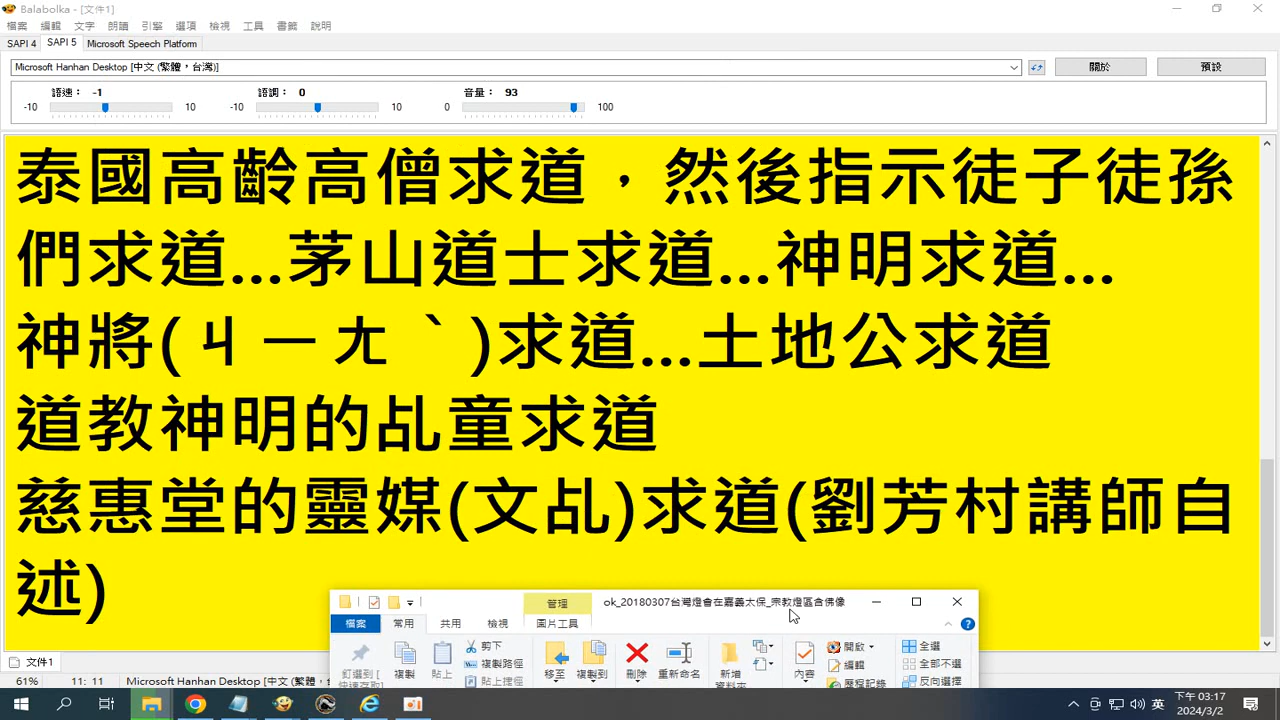 Balabolka - [文件1]
檔案 編輯 文字 朗讀 引擎 選項 檢視 工具 書籤 說明
SAPI 4 SAPI 5 Microsoft Speech Platform
Microsoft Hanhan Desktop [中文 (繁體，台灣)] 關於 預設
語速： -1 語調： 0 音量： 93
-10 10 -10 10 0 100
泰國高齡高僧求道，然後指示徒子徒孫
們求道...茅山道士求道...神明求道...
神將(ㄐㄧㄤˋ)求道...土地公求道
道教神明的乩童求道
慈惠堂的靈媒(文乩)求道(劉芳村講師自
述)
管理 ok_20180307台灣燈會在嘉義太保_宗教燈區含佛像
檔案 常用 共用 檢視 圖片工具
釘選到 [ 複製 貼上 剪下 複製路徑 貼上捷徑 移至 複製到 刪除 重新命名 新增 內容 開啟 編輯 歷程記錄 全選 全部不選 反向選擇
文件1
61% 11: 11 Microsoft Hanhan Desktop [中文 (繁體，
英 下午 03:17
2024/3/2